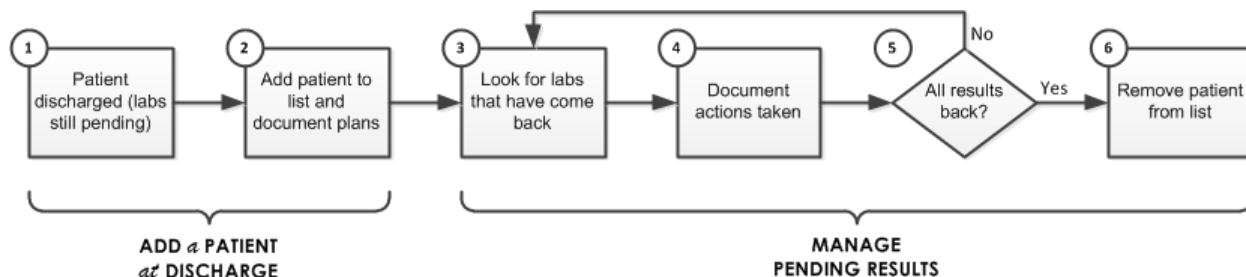 1
Patient
discharged (labs
still pending)
2
Add patient to
list and
document plans
3
Look for labs
that have come
back
4
Document
actions taken
5
All results
back?
No
Yes
6
Remove patient
from list
ADD a PATIENT
at DISCHARGE
MANAGE
PENDING RESULTS